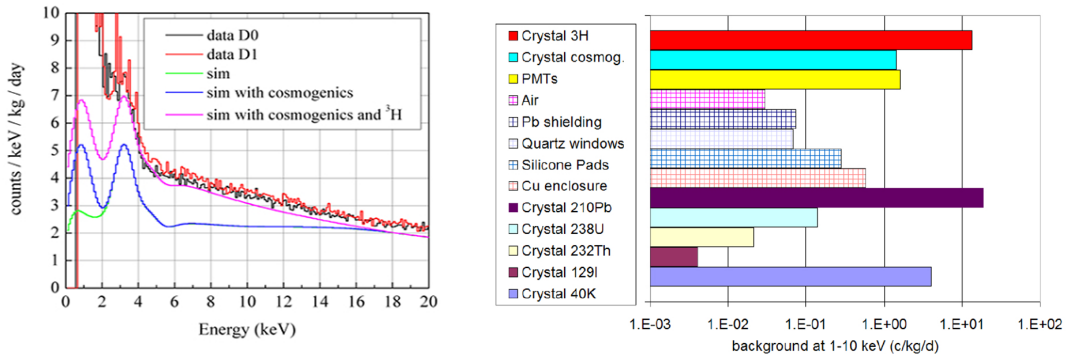 10
9
8
7
6
5
4
3
2
1
0
counts / keV / kg / day
data D0
data D1
sim
sim with cosmogenics
sim with cosmogenics and ³H
0 2 4 6 8 10 12 14 16 18 20
Energy (keV)
Crystal 3H
Crystal cosmog.
PMTs
Air
Pb shielding
Quartz windows
Silicone Pads
Cu enclosure
Crystal 210Pb
Crystal 238U
Crystal 232Th
Crystal 129I
Crystal 40K
1.E-03 1.E-02 1.E-01 1.E+00 1.E+01 1.E+02
background at 1-10 keV (c/kg/d)